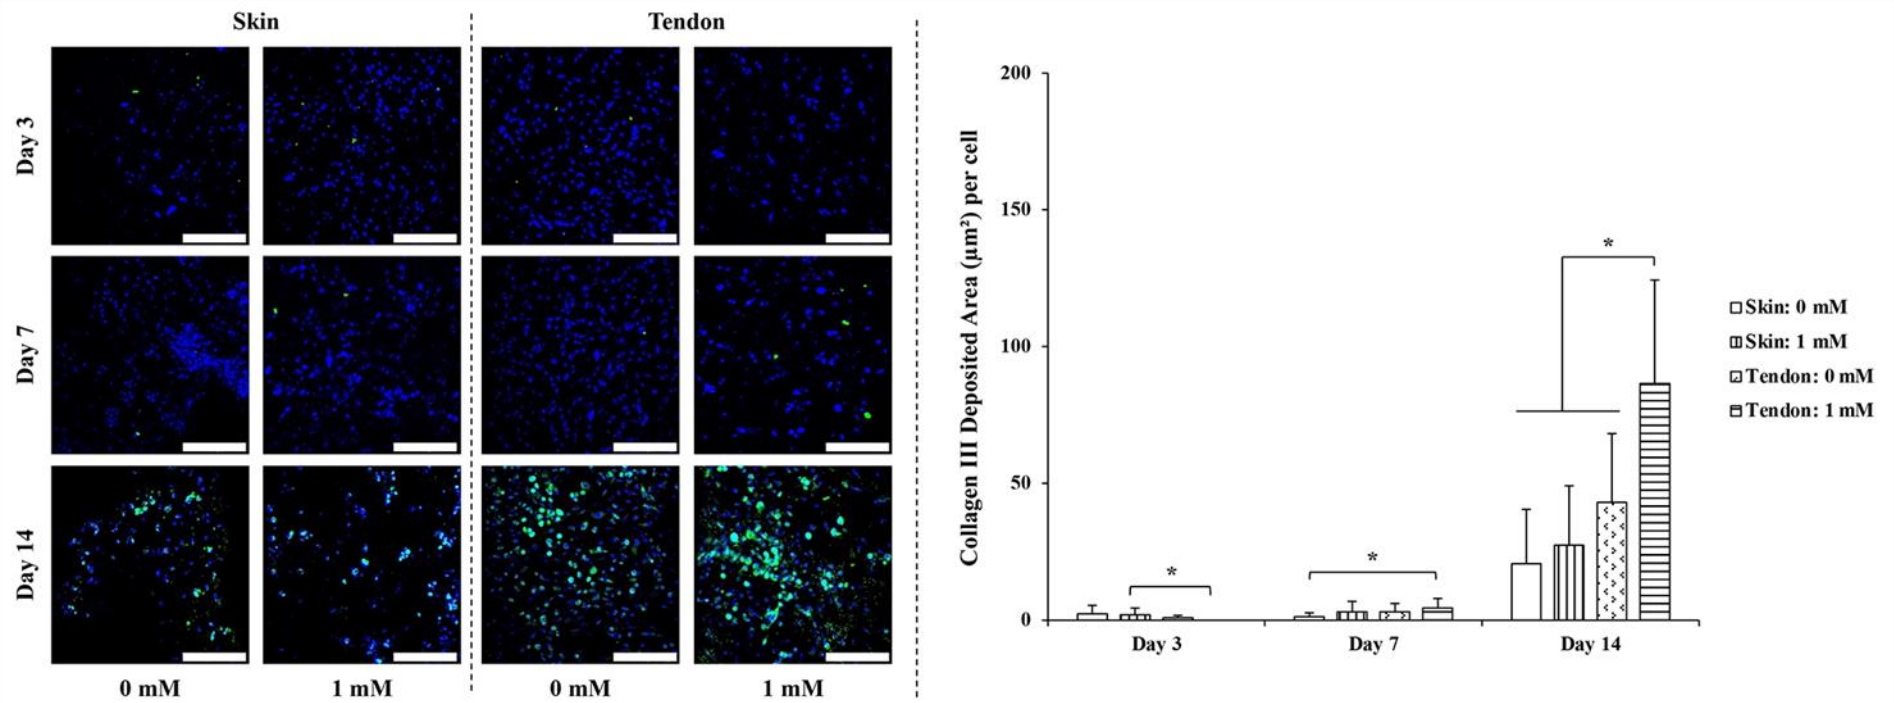 Skin
Tendon
Day 3
Day 7
Day 14
0 mM
1 mM
0 mM
1 mM
Collagen III Deposited Area (µm²) per cell
200
150
100
50
0
*
*
*
Day 3
Day 7
Day 14
Skin: 0 mM
Skin: 1 mM
Tendon: 0 mM
Tendon: 1 mM